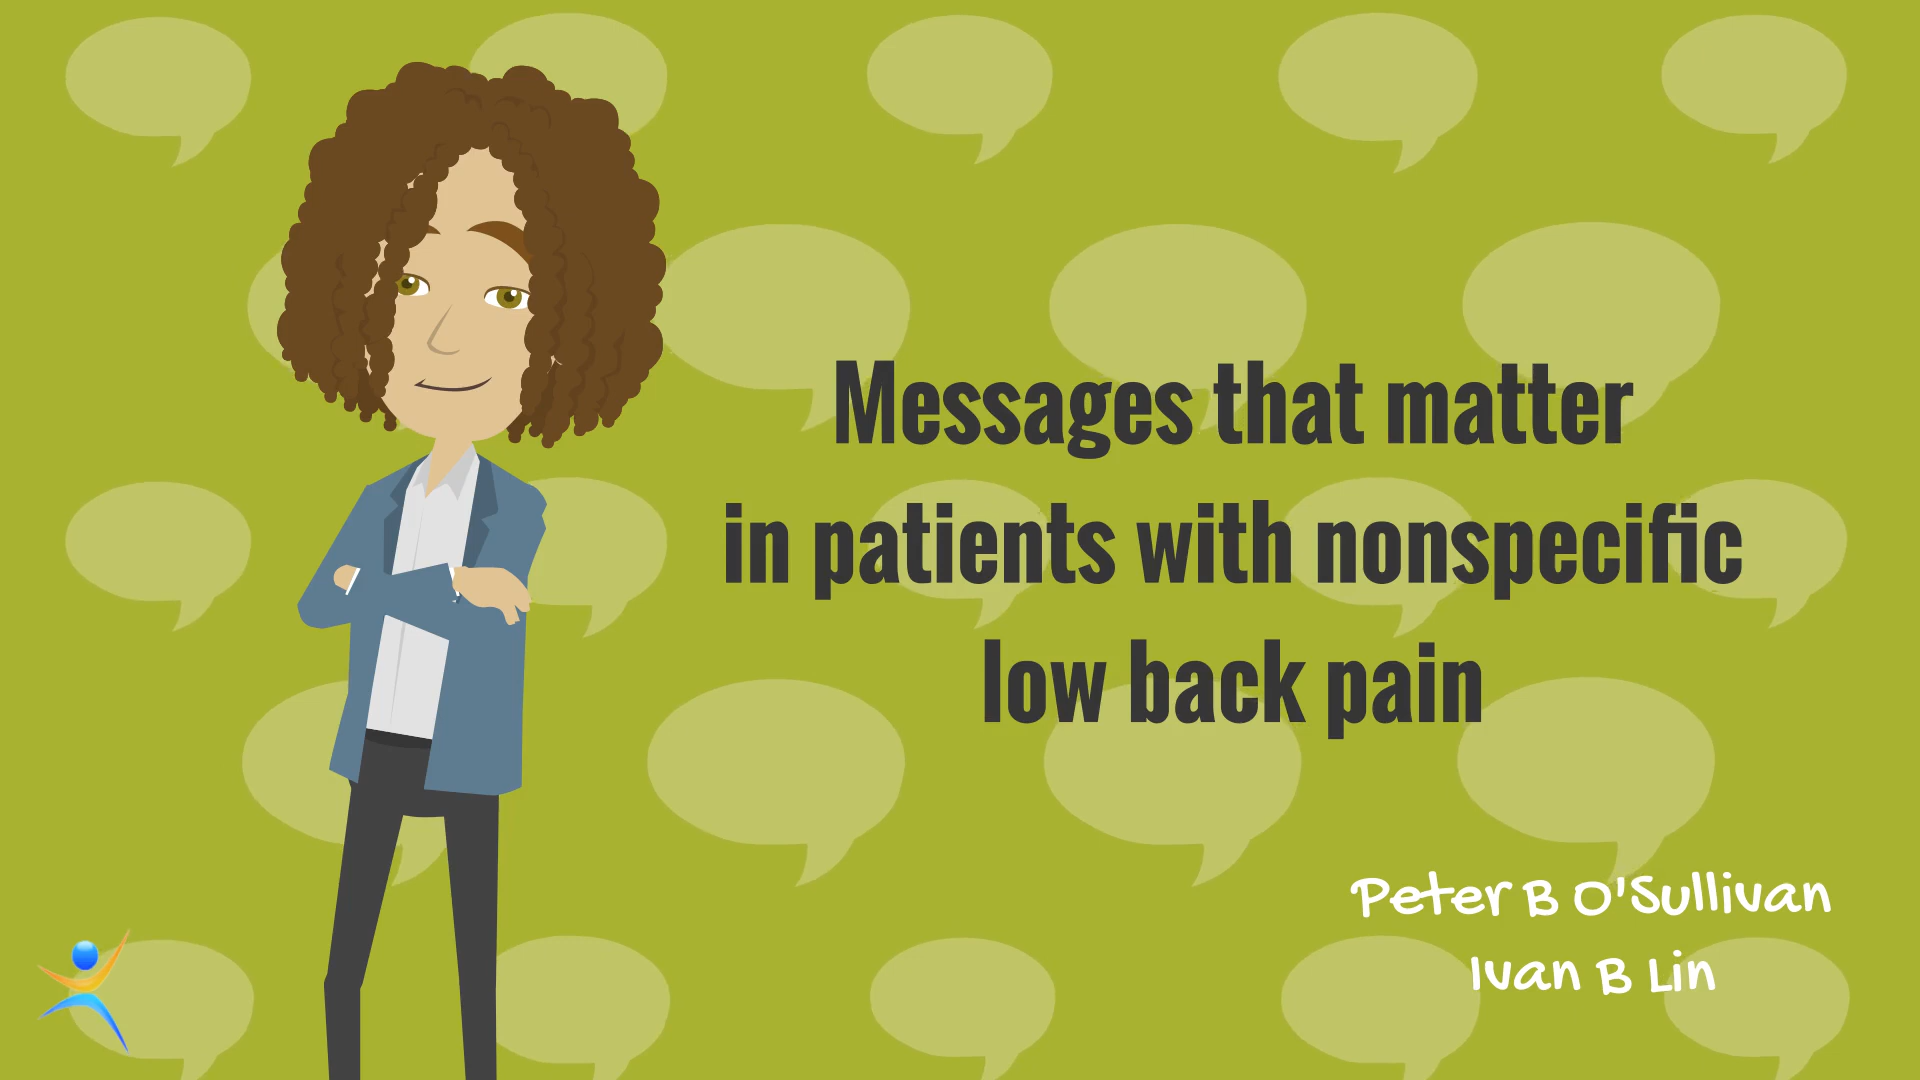 Messages that matter
in patients with nonspecific
low back pain
Peter B O'Sullivan
Ivan B Lin